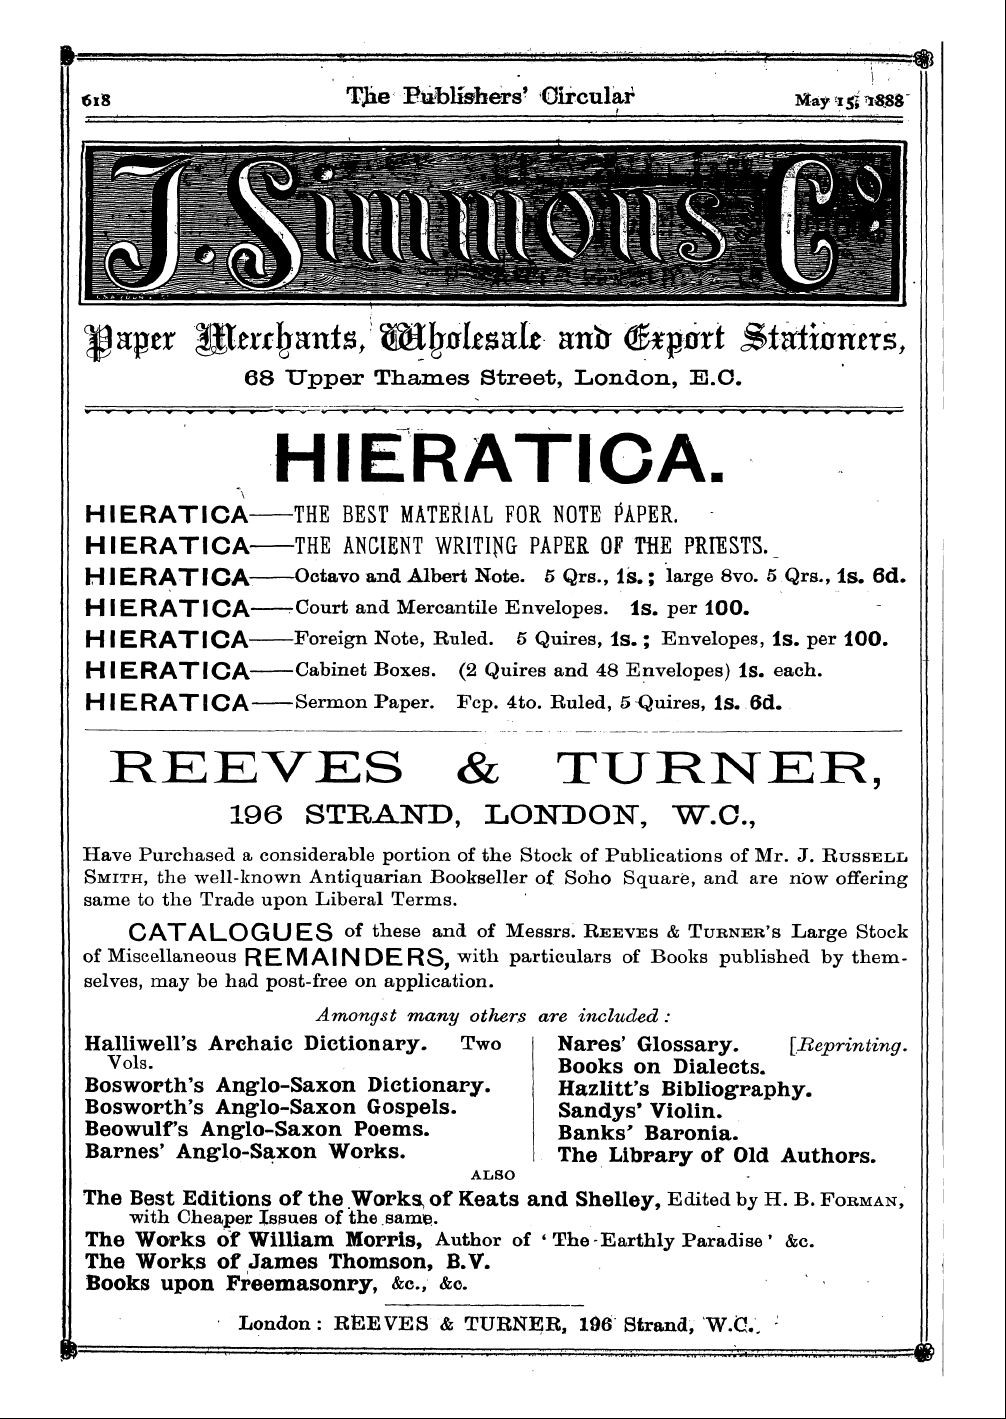 618 The Publishers' Circular May 15, 1888
J. Simmons & Co.
Paper Merchants, Wholesale and Export Stationers,
68 Upper Thames Street, London, E.C.
HIERATICA.
HIERATICA—THE BEST MATERIAL FOR NOTE PAPER.
HIERATICA—THE ANCIENT WRITING PAPER OF THE PRIESTS.
HIERATICA—Octavo and Albert Note. 5 Qrs., 1s.; large 8vo. 5 Qrs., 1s. 6d.
HIERATICA—Court and Mercantile Envelopes. 1s. per 100.
HIERATICA—Foreign Note, Ruled. 5 Quires, 1s.; Envelopes, 1s. per 100.
HIERATICA—Cabinet Boxes. (2 Quires and 48 Envelopes) 1s. each.
HIERATICA—Sermon Paper. Fcp. 4to. Ruled, 5 Quires, 1s. 6d.
REEVES & TURNER,
196 STRAND, LONDON, W.C.,
Have Purchased a considerable portion of the Stock of Publications of Mr. J. RUSSELL
SMITH, the well-known Antiquarian Bookseller of Soho Square, and are now offering
same to the Trade upon Liberal Terms.
CATALOGUES of these and of Messrs. REEVES & TURNER'S Large Stock
of Miscellaneous REMAINDERS, with particulars of Books published by them-
selves, may be had post-free on application.
Amongst many others are included:
Halliwell's Archaic Dictionary. Two
Vols.
Bosworth's Anglo-Saxon Dictionary.
Bosworth's Anglo-Saxon Gospels.
Beowulf's Anglo-Saxon Poems.
Barnes' Anglo-Saxon Works.
Nares' Glossary. [Reprinting.
Books on Dialects.
Hazlitt's Bibliography.
Sandys' Violin.
Banks' Baronia.
The Library of Old Authors.
ALSO
The Best Editions of the Works of Keats and Shelley, Edited by H. B. FORMAN,
with Cheaper Issues of the same.
The Works of William Morris, Author of 'The Earthly Paradise' &c.
The Works of James Thomson, B.V.
Books upon Freemasonry, &c., &c.
London: REEVES & TURNER, 196 Strand, W.C.